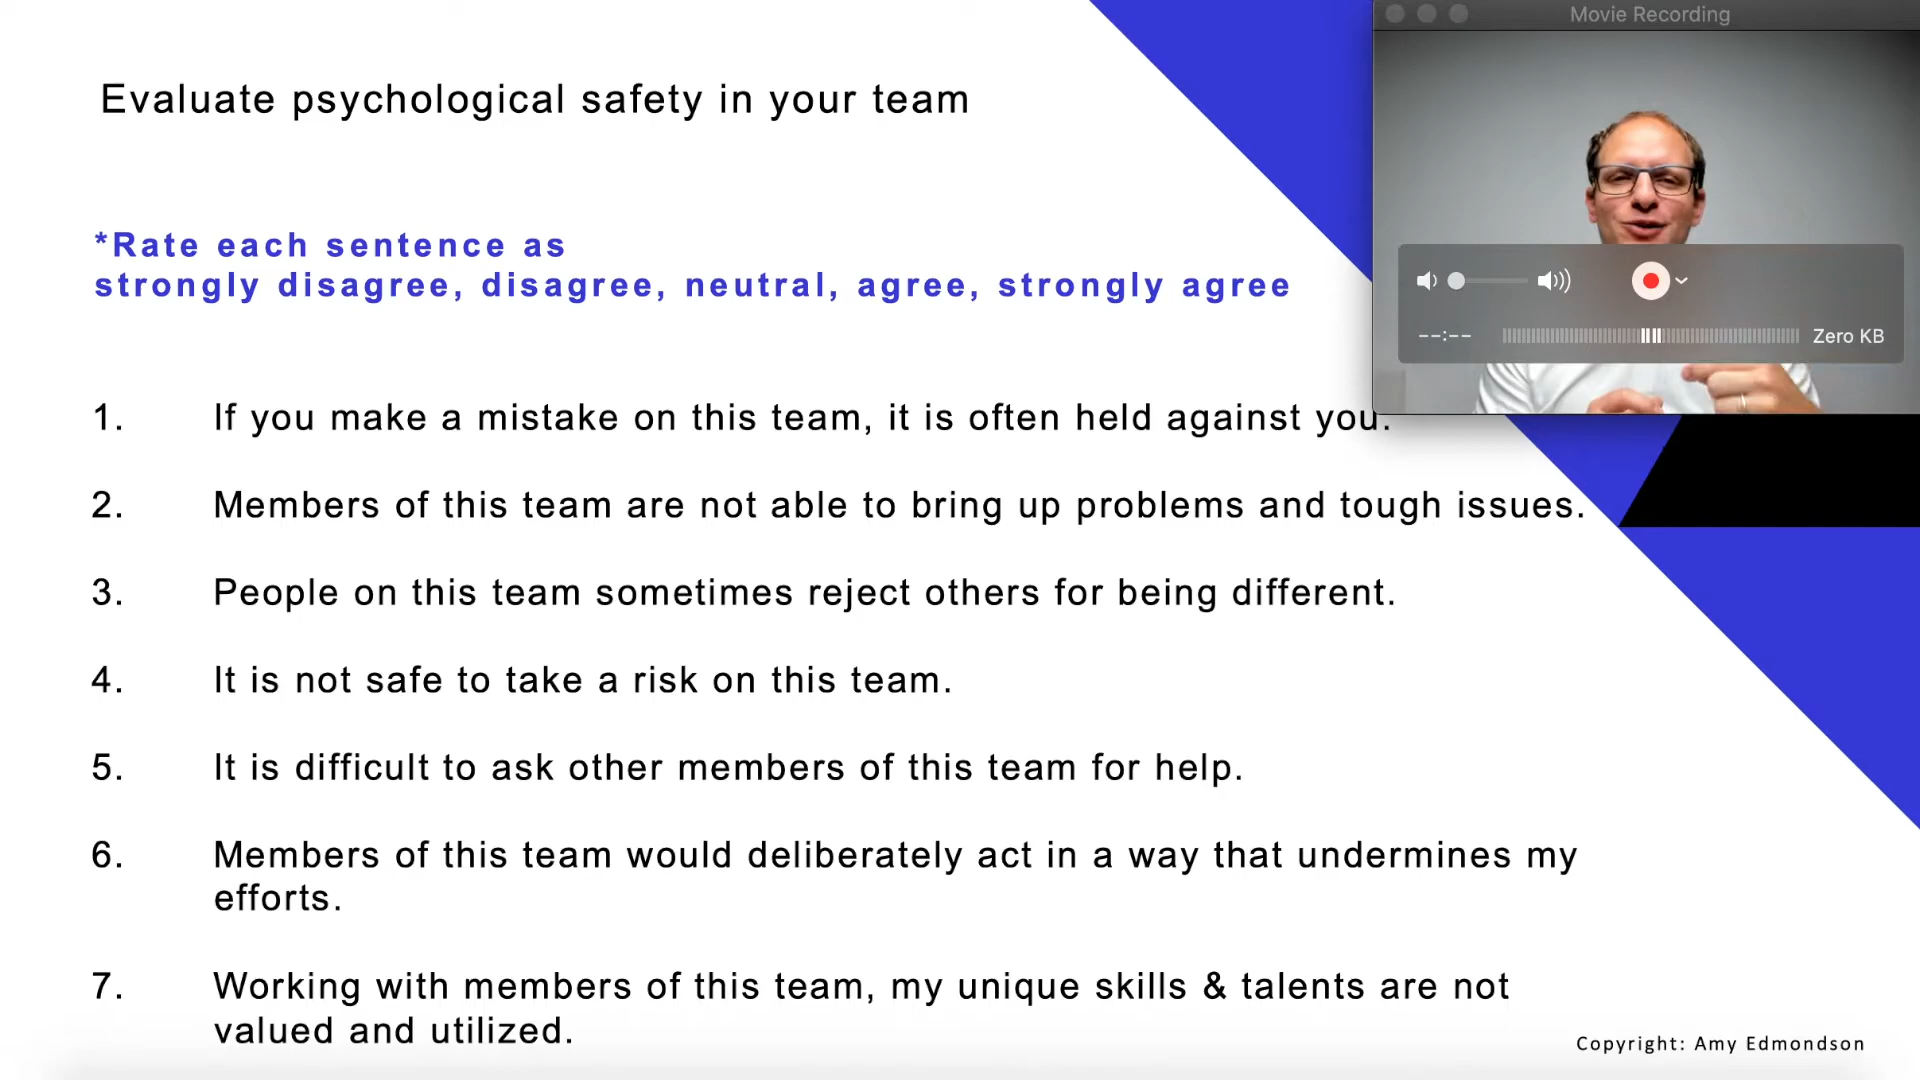 Movie Recording
Evaluate psychological safety in your team
*Rate each sentence as
strongly disagree, disagree, neutral, agree, strongly agree
--:--
Zero KB
1. If you make a mistake on this team, it is often held against you.
2. Members of this team are not able to bring up problems and tough issues.
3. People on this team sometimes reject others for being different.
4. It is not safe to take a risk on this team.
5. It is difficult to ask other members of this team for help.
6. Members of this team would deliberately act in a way that undermines my
efforts.
7. Working with members of this team, my unique skills & talents are not
valued and utilized.
Copyright: Amy Edmondson